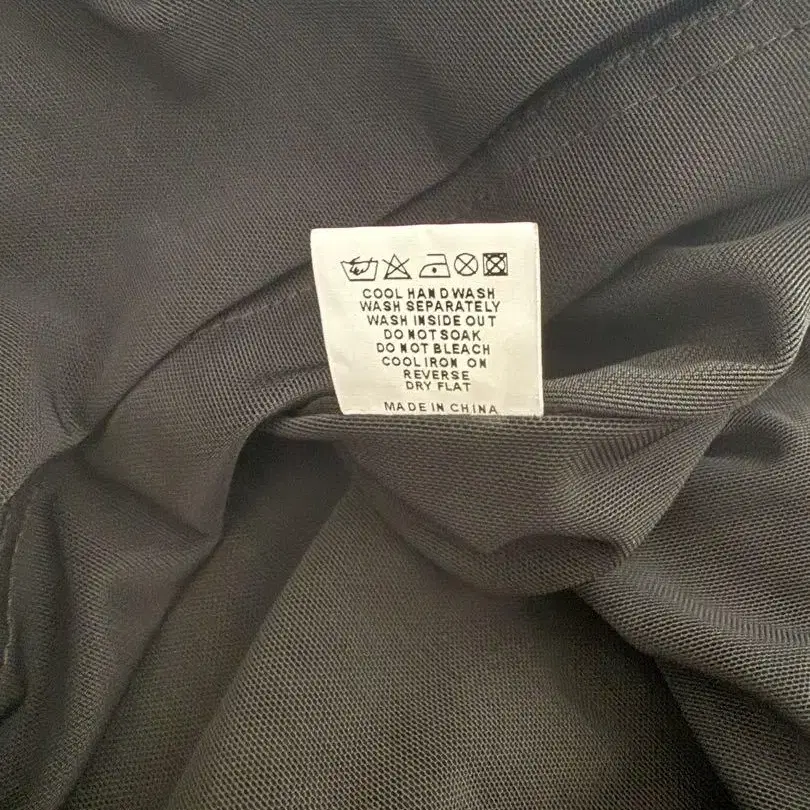 COOL HAND WASH
WASH SEPARATELY
WASH INSIDE OUT
DO NOT SOAK
DO NOT BLEACH
COOL IRON ON
REVERSE
DRY FLAT
MADE IN CHINA